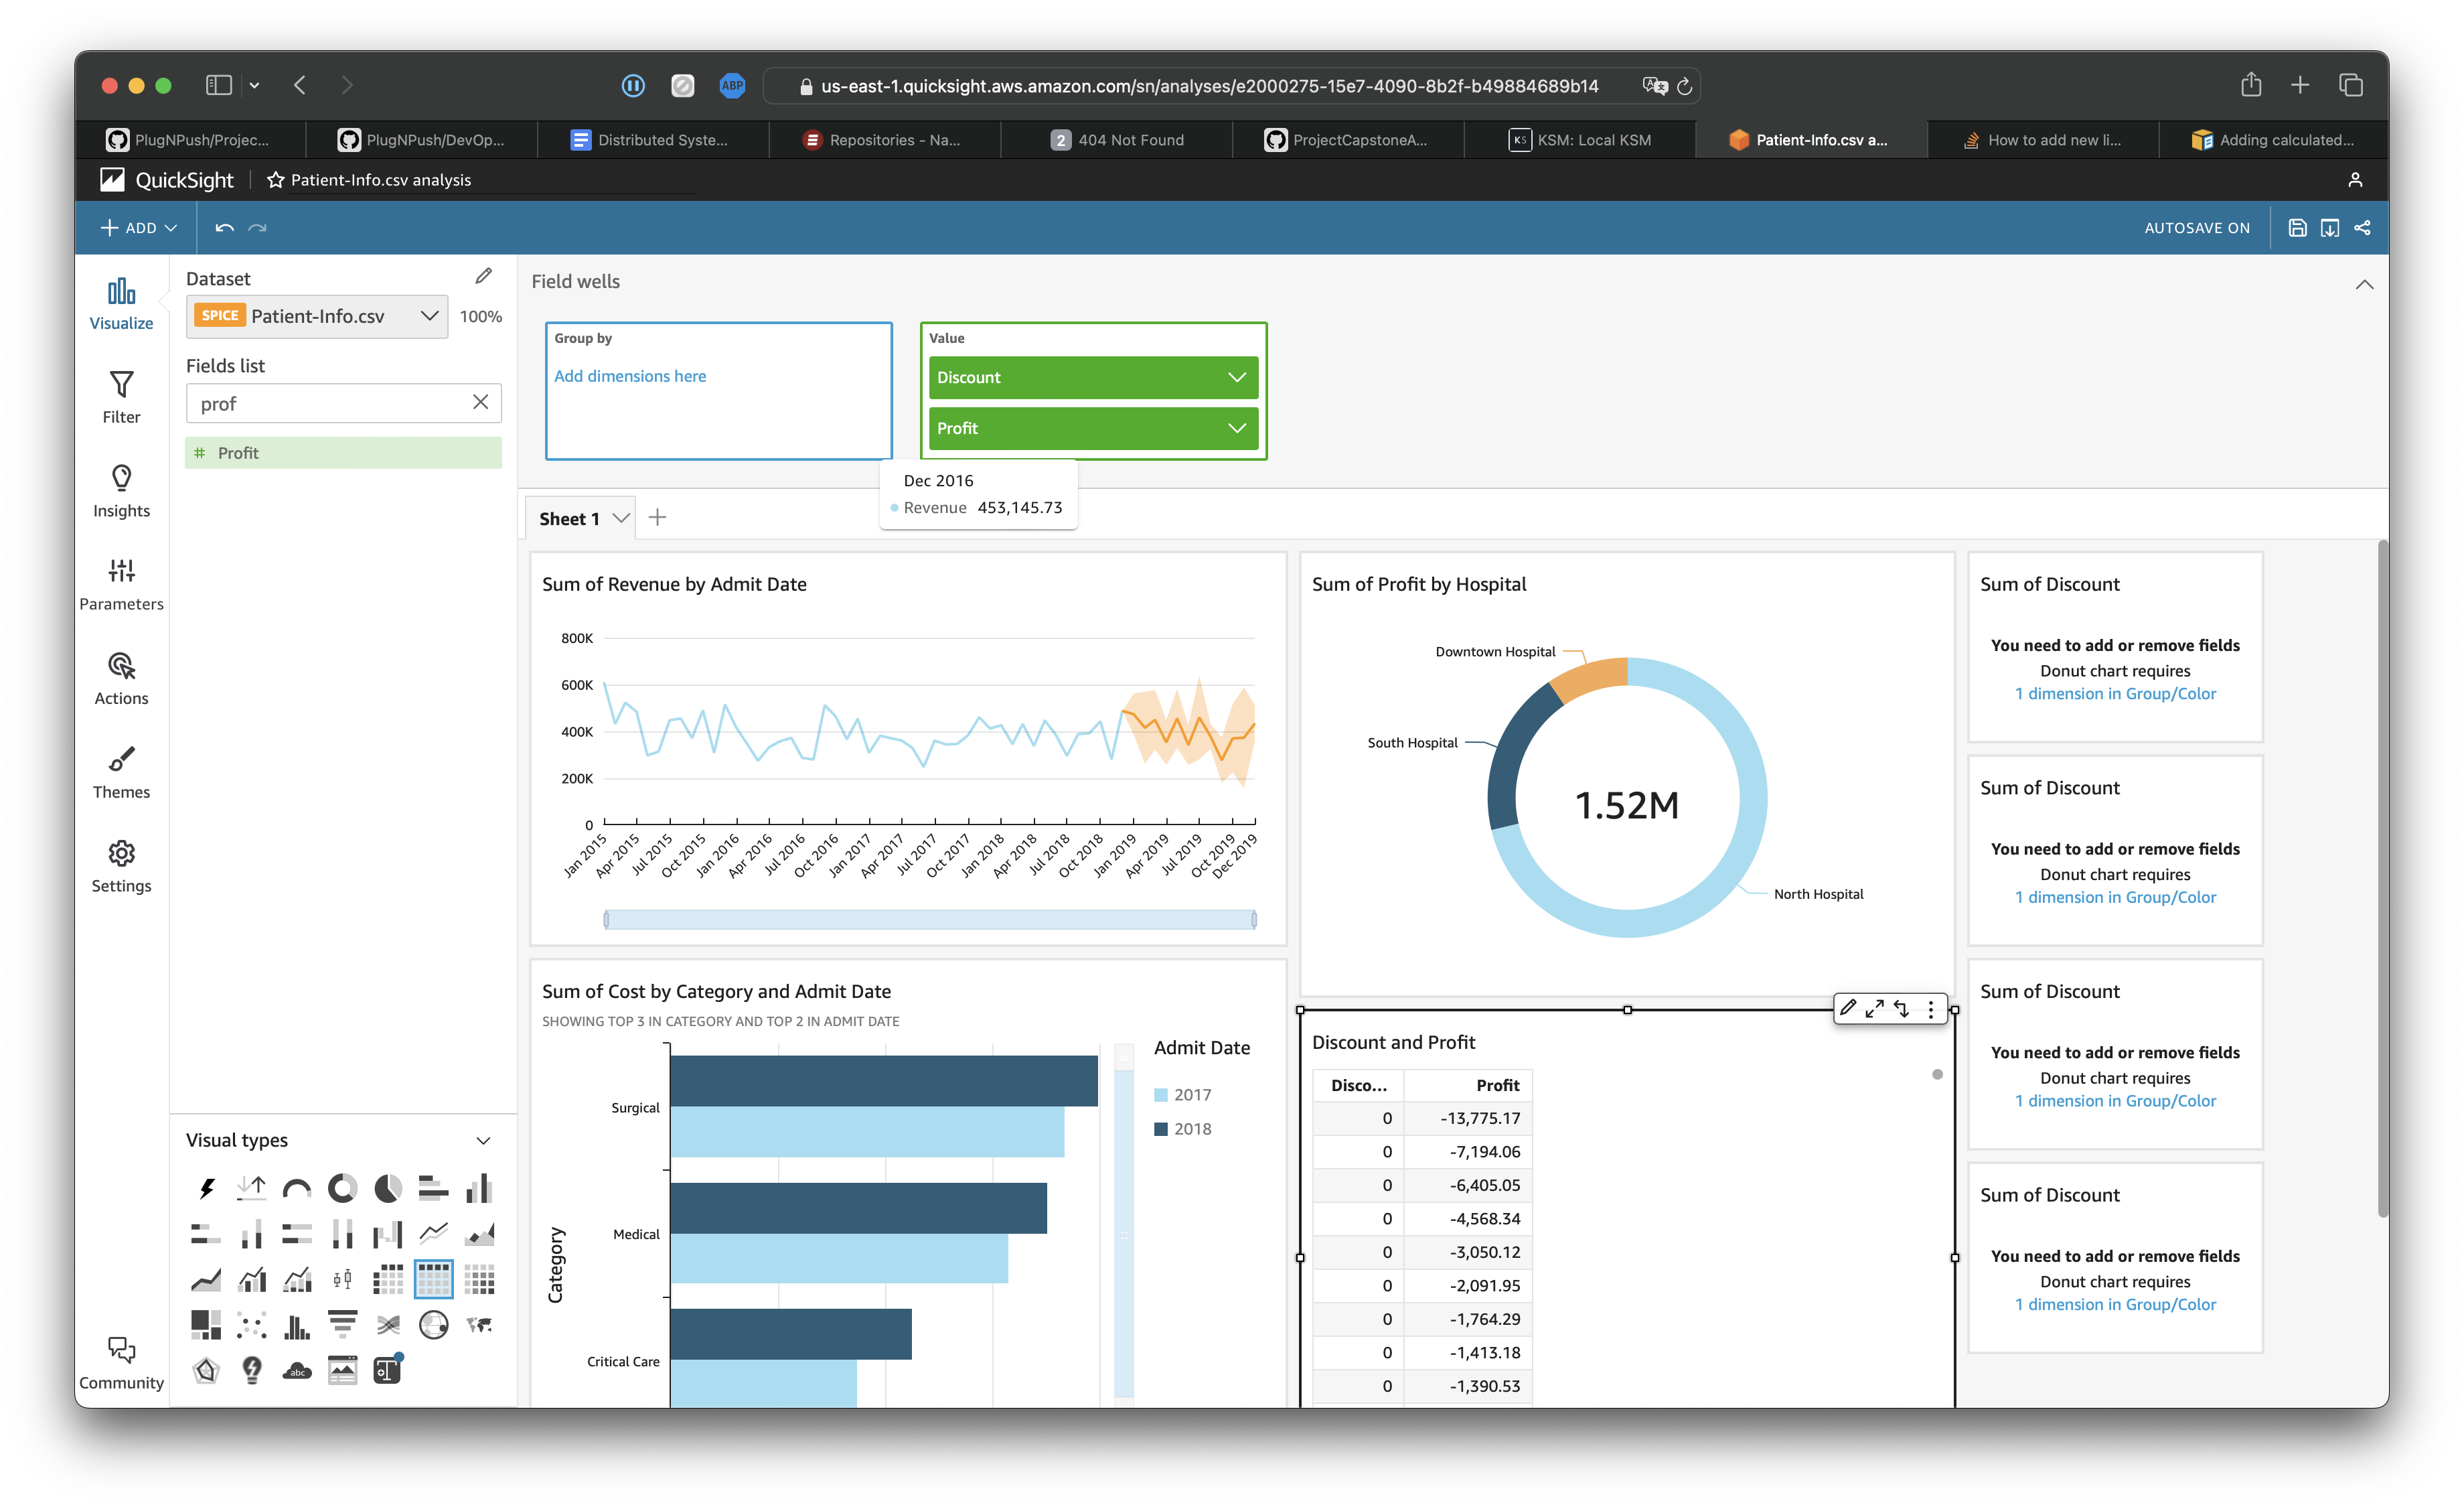 ABP
us-east-1.quicksight.aws.amazon.com/sn/analyses/e2000275-15e7-4090-8b2f-b49884689b14
PlugNPush/Projec...
PlugNPush/DevOp...
Distributed Syste...
Repositories - Na...
2 404 Not Found
ProjectCapstoneA...
KS KSM: Local KSM
Patient-Info.csv a...
How to add new li...
Adding calculated...
QuickSight
Patient-Info.csv analysis
ADD
AUTOSAVE ON
Visualize
Filter
Insights
Parameters
Actions
Themes
Settings
Community
Dataset
SPICE Patient-Info.csv
100%
Fields list
prof
# Profit
Visual types
abc
Field wells
Group by
Add dimensions here
Value
Discount
Profit
Dec 2016
Revenue 453,145.73
Sheet 1
Sum of Revenue by Admit Date
800K
600K
400K
200K
0
Jan 2015
Apr 2015
Jul 2015
Oct 2015
Jan 2016
Apr 2016
Jul 2016
Oct 2016
Jan 2017
Apr 2017
Jul 2017
Oct 2017
Jan 2018
Apr 2018
Jul 2018
Oct 2018
Jan 2019
Apr 2019
Jul 2019
Oct 2019
Dec 2019
Sum of Profit by Hospital
Downtown Hospital
South Hospital
1.52M
North Hospital
Sum of Discount
You need to add or remove fields
Donut chart requires
1 dimension in Group/Color
Sum of Discount
You need to add or remove fields
Donut chart requires
1 dimension in Group/Color
Sum of Cost by Category and Admit Date
SHOWING TOP 3 IN CATEGORY AND TOP 2 IN ADMIT DATE
Category
Surgical
Medical
Critical Care
Admit Date
2017
2018
Discount and Profit
Disco... Profit
0 -13,775.17
0 -7,194.06
0 -6,405.05
0 -4,568.34
0 -3,050.12
0 -2,091.95
0 -1,764.29
0 -1,413.18
0 -1,390.53
Sum of Discount
You need to add or remove fields
Donut chart requires
1 dimension in Group/Color
Sum of Discount
You need to add or remove fields
Donut chart requires
1 dimension in Group/Color